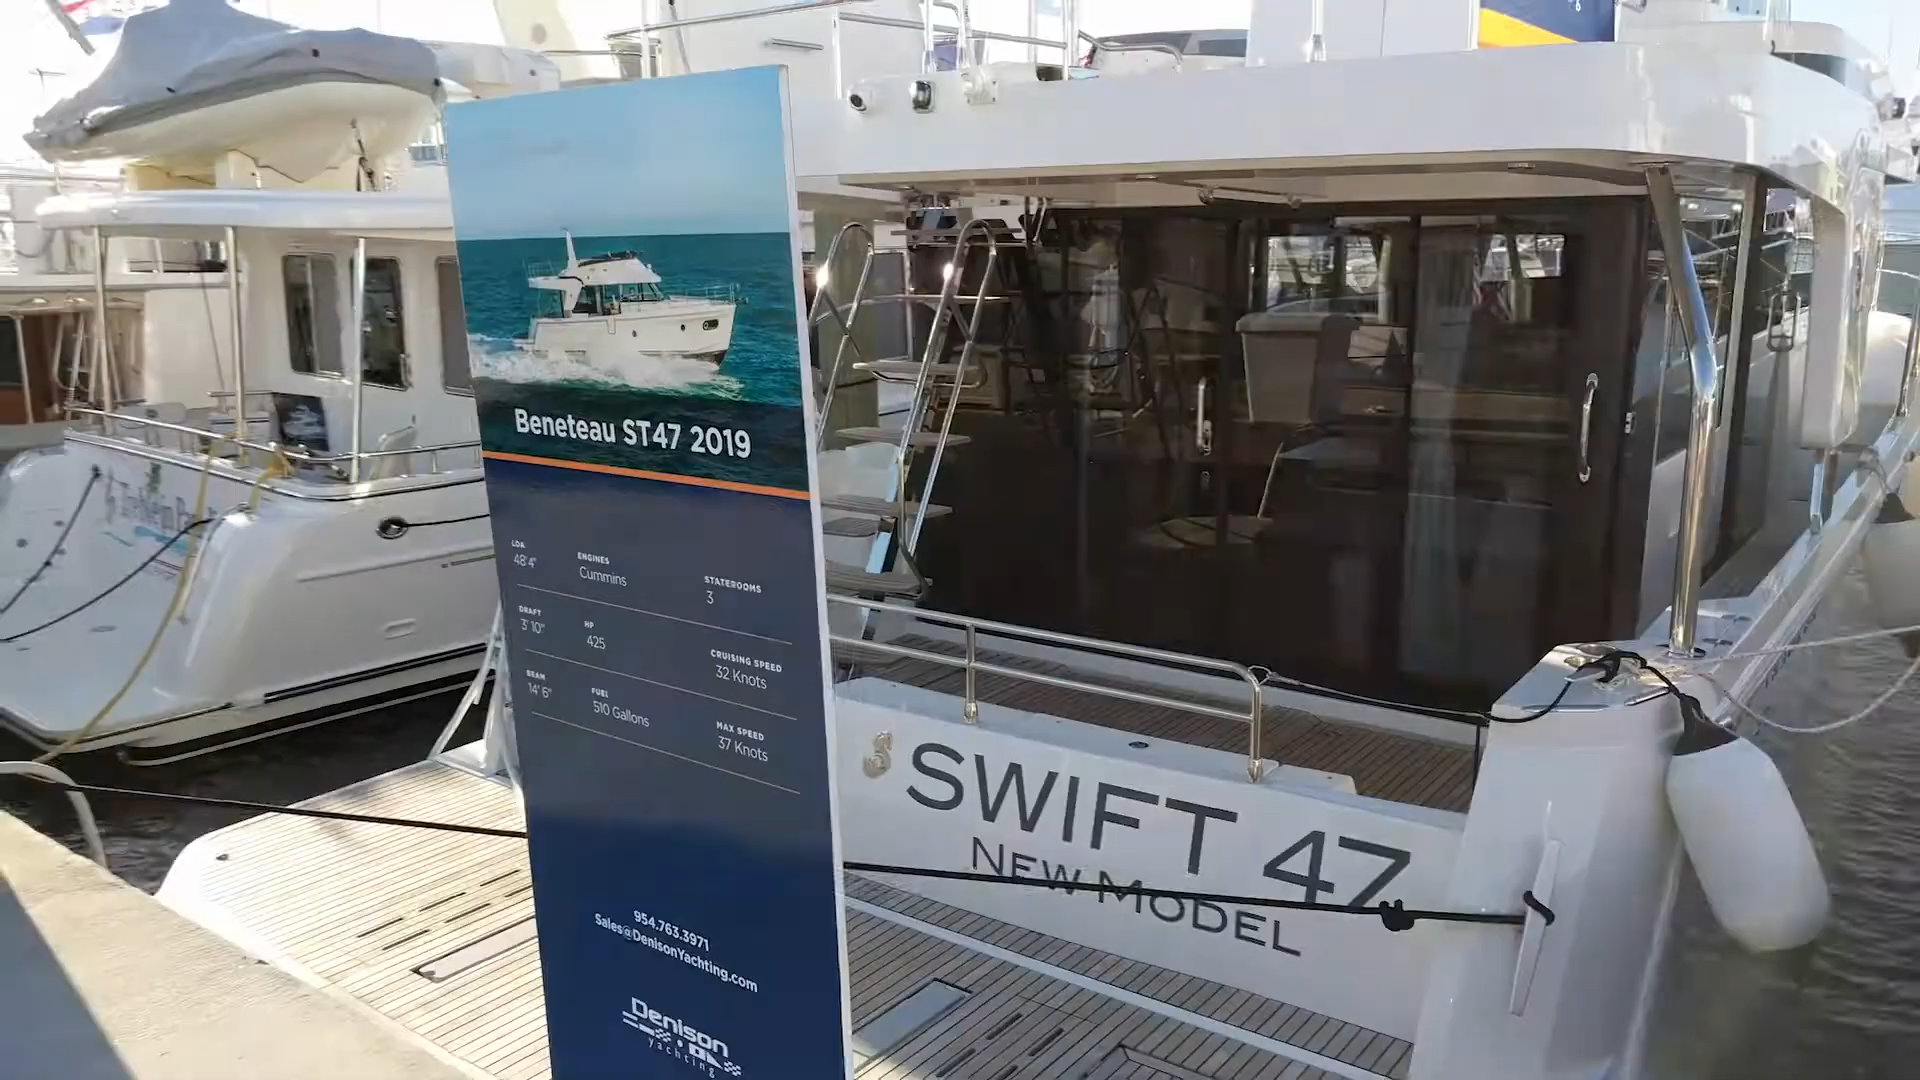 Beneteau ST47 2019
LOA
48'4"
ENGINES
Cummins
STATEROOMS
3
DRAFT
3' 10"
HP
425
CRUISING SPEED
32 Knots
BEAM
14' 6"
FUEL
510 Gallons
MAX SPEED
37 Knots
954.763.3971
Sales@DenisonYachting.com
Denison
yachting
SWIFT 47
NEW MODEL